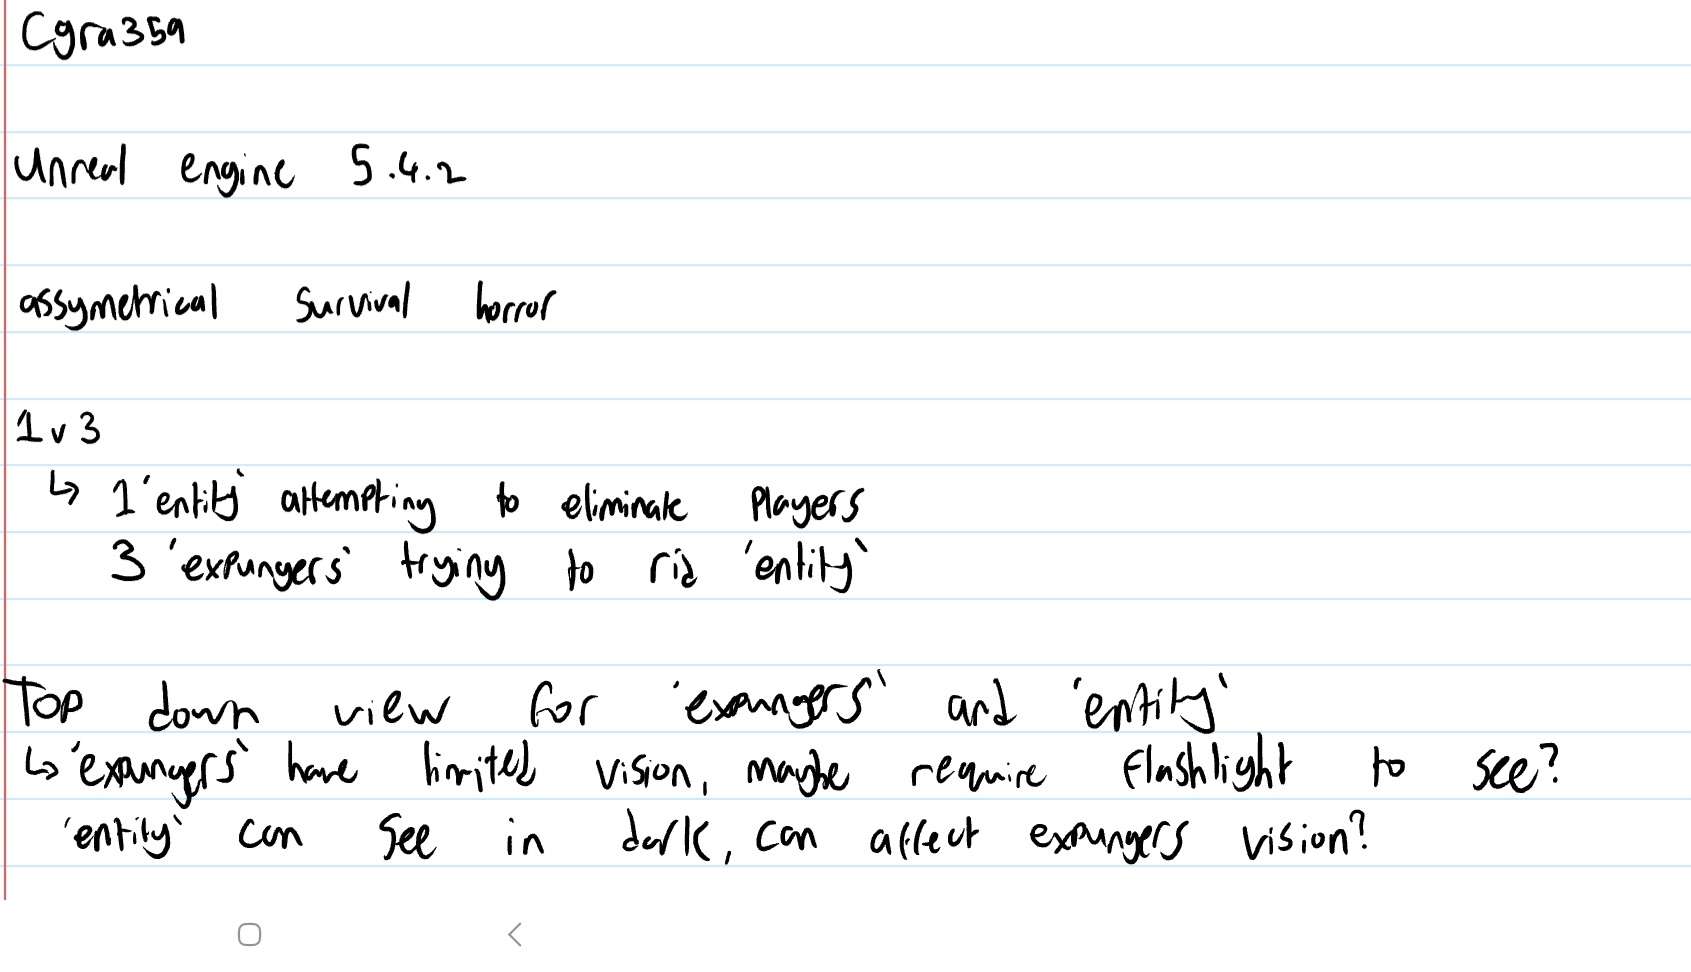 Cgra359
Unreal engine 5.4.2
assymetrical survival horror
1v3
↳ 1 'entity' attempting to eliminate players
3 'expungers' trying to rid 'entity'
Top down view for 'expungers' and 'entity'
↳ 'expungers' have limited vision, maybe require flashlight to see?
'entity' can see in dark, can affect expungers vision?